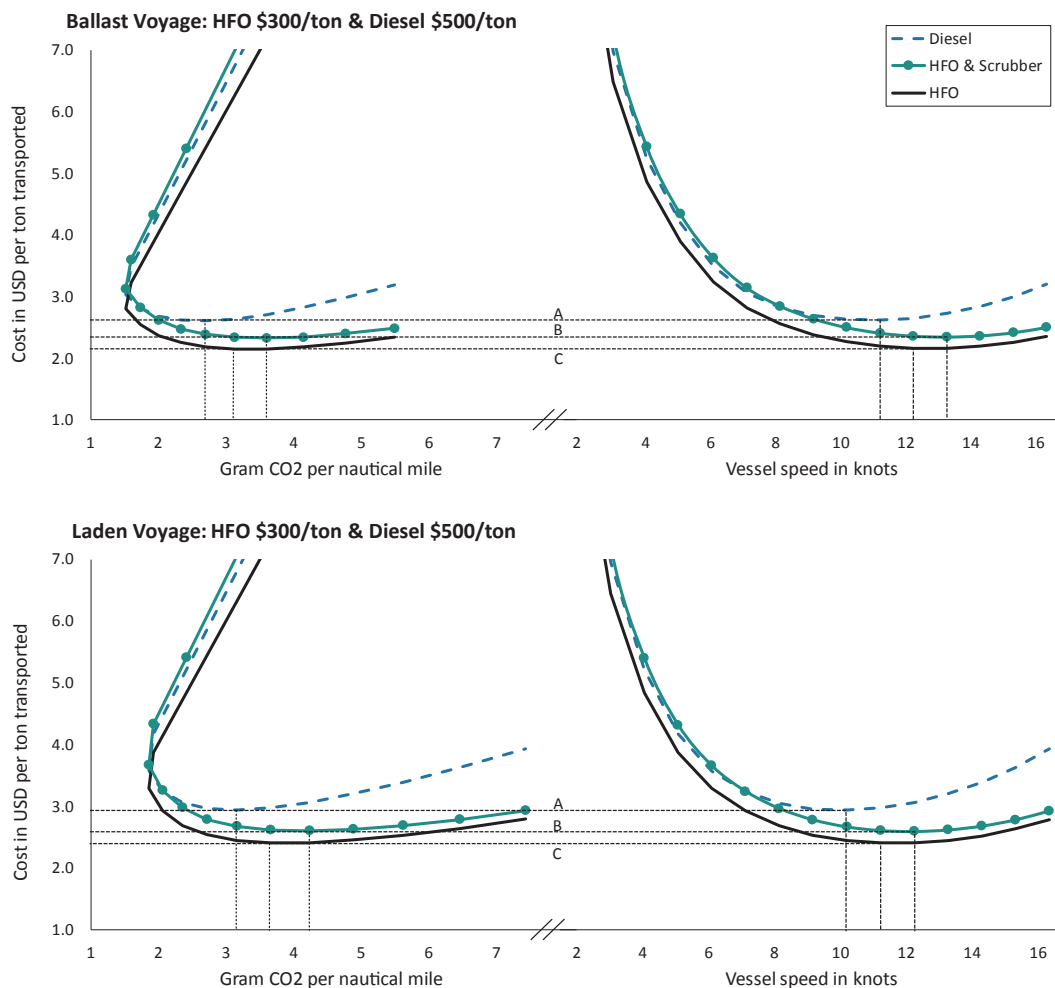 Ballast Voyage: HFO $300/ton & Diesel $500/ton
Diesel
HFO & Scrubber
HFO
Cost in USD per ton transported
7.0
6.0
5.0
4.0
3.0
2.0
1.0
A
B
C
1 2 3 4 5 6 7 2 4 6 8 10 12 14 16
Gram CO2 per nautical mile Vessel speed in knots
Laden Voyage: HFO $300/ton & Diesel $500/ton
Cost in USD per ton transported
7.0
6.0
5.0
4.0
3.0
2.0
1.0
A
B
C
1 2 3 4 5 6 7 2 4 6 8 10 12 14 16
Gram CO2 per nautical mile Vessel speed in knots